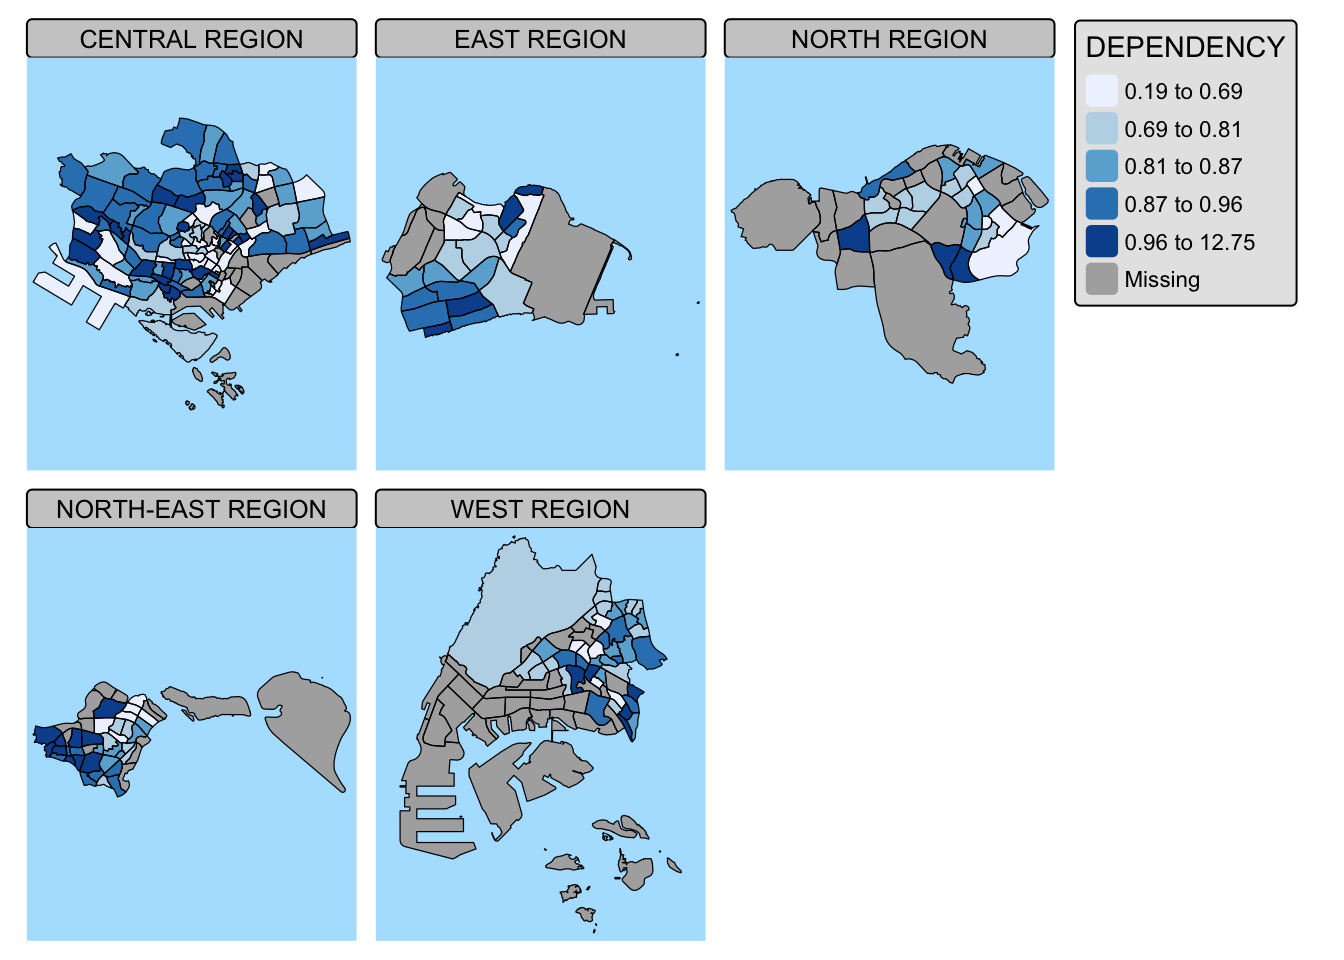 CENTRAL REGION
EAST REGION
NORTH REGION
DEPENDENCY
0.19 to 0.69
0.69 to 0.81
0.81 to 0.87
0.87 to 0.96
0.96 to 12.75
Missing
NORTH-EAST REGION
WEST REGION